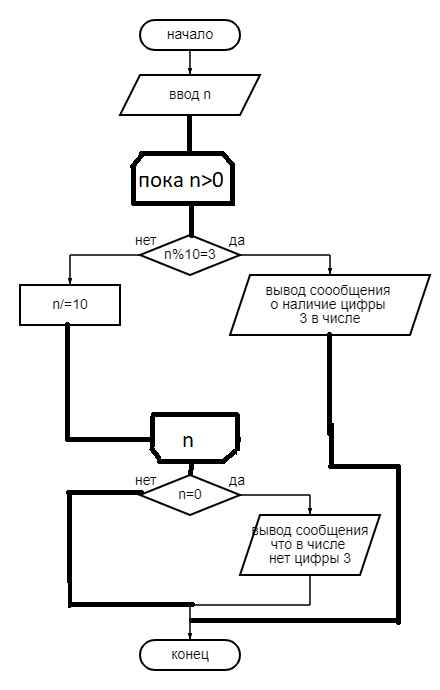 начало
ввод n
пока n>0
нет
да
n%10=3
n/=10
вывод соообщения
о наличие цифры
3 в числе
n
нет
да
n=0
вывод сообщения
что в числе
нет цифры 3
конец